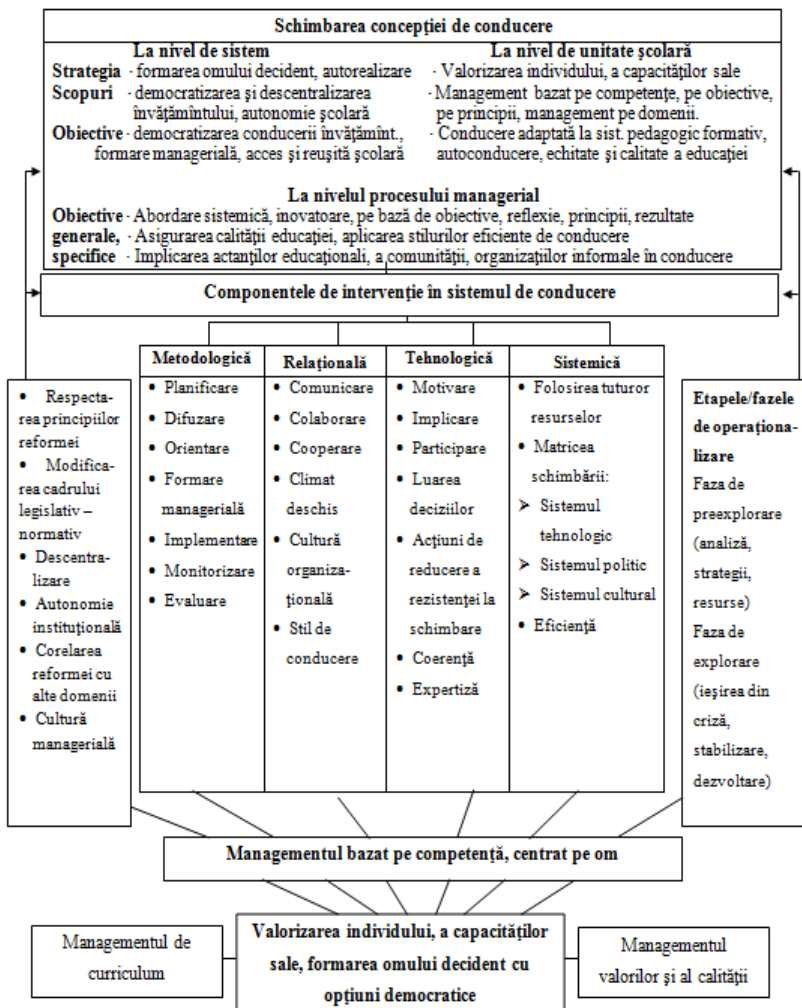 Schimbarea concepţiei de conducere
La nivel de sistem
Strategia · formarea omului decident, autorealizare
Scopuri · democratizarea şi descentralizarea
învăţămîntului, autonomie şcolară
Obiective · democratizarea conducerii învăţămînt.,
formare managerială, acces şi reuşită şcolară
La nivel de unitate şcolară
· Valorizarea individului, a capacităţilor sale
· Management bazat pe competenţe, pe obiective,
pe principii, management pe domenii.
· Conducere adaptată la sist. pedagogic formativ,
autoconducere, echitate şi calitate a educaţiei
La nivelul procesului managerial
Obiective · Abordare sistemică, inovatoare, pe bază de obiective, reflexie, principii, rezultate
generale, · Asigurarea calităţii educaţiei, aplicarea stilurilor eficiente de conducere
specifice · Implicarea actanţilor educaţionali, a comunităţii, organizaţiilor informale în conducere
Componentele de intervenţie în sistemul de conducere
• Respecta-
rea principiilor
reformei
• Modifica-
rea cadrului
legislativ –
normativ
• Descentra-
lizare
• Autonomie
instituţională
• Corelarea
reformei cu
alte domenii
• Cultură
managerială
Metodologică
• Planificare
• Difuzare
• Orientare
• Formare
managerială
• Implementare
• Monitorizare
• Evaluare
Relaţională
• Comunicare
• Colaborare
• Cooperare
• Climat
deschis
• Cultură
organiza-
ţională
• Stil de
conducere
Tehnologică
• Motivare
• Implicare
• Participare
• Luarea
deciziilor
• Acţiuni de
reducere a
rezistenţei la
schimbare
• Coerenţă
• Expertiză
Sistemică
• Folosirea tuturor
resurselor
• Matricea
schimbării:
➢ Sistemul
tehnologic
➢ Sistemul politic
➢ Sistemul cultural
• Eficienţă
Etapele/fazele
de operaţiona-
lizare
Faza de
preexplorare
(analiză,
strategii,
resurse)
Faza de
explorare
(ieşirea din
criză,
stabilizare,
dezvoltare)
Managementul bazat pe competenţă, centrat pe om
Managementul de
curriculum
Valorizarea individului, a capacităţilor
sale, formarea omului decident cu
opţiuni democratice
Managementul
valorilor şi al calităţii